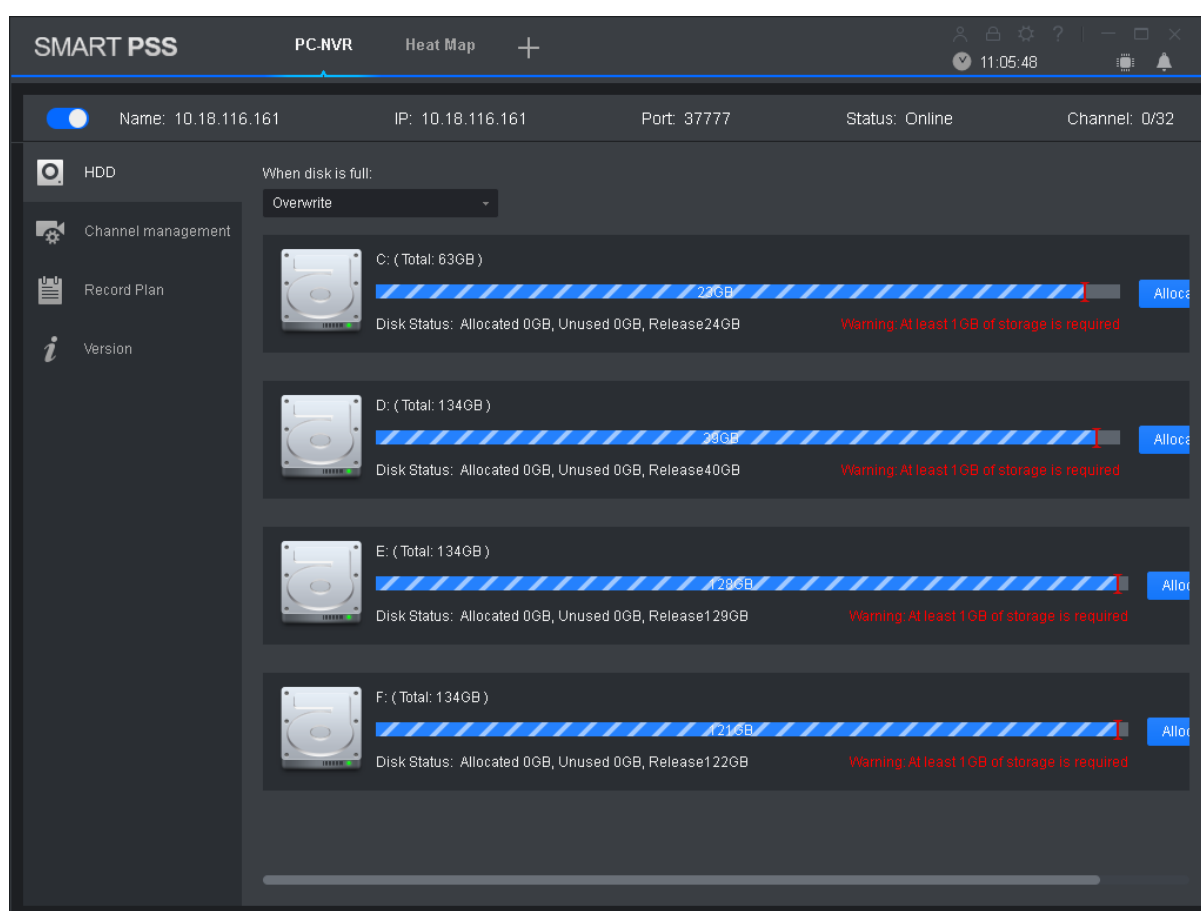 SMART PSS
PC-NVR
Heat Map
11:05:48
Name: 10.18.116.161
IP: 10.18.116.161
Port: 37777
Status: Online
Channel: 0/32
HDD
Channel management
Record Plan
Version
When disk is full:
Overwrite
C: ( Total: 63GB )
23GB
Alloca
Disk Status: Allocated 0GB, Unused 0GB, Release24GB
Warning:At least 1GB of storage is required
D: ( Total: 134GB )
39GB
Alloca
Disk Status: Allocated 0GB, Unused 0GB, Release40GB
Warning:At least 1GB of storage is required
E: ( Total: 134GB )
128GB
Alloc
Disk Status: Allocated 0GB, Unused 0GB, Release129GB
Warning:At least 1GB of storage is required
F: ( Total: 134GB )
121GB
Alloc
Disk Status: Allocated 0GB, Unused 0GB, Release122GB
Warning:At least 1GB of storage is required